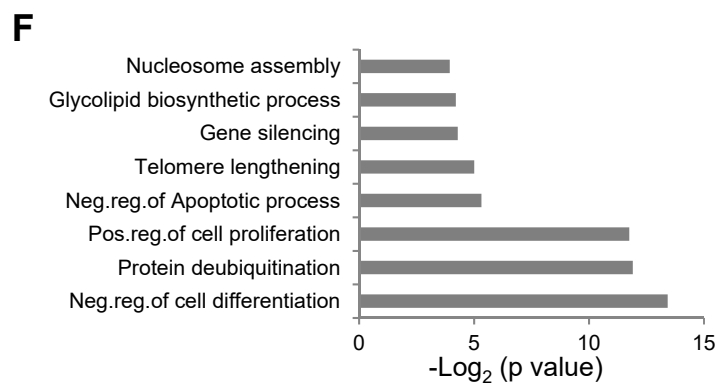 F
Nucleosome assembly
Glycolipid biosynthetic process
Gene silencing
Telomere lengthening
Neg.reg.of Apoptotic process
Pos.reg.of cell proliferation
Protein deubiquitination
Neg.reg.of cell differentiation
0 5 10 15
-Log₂ (p value)